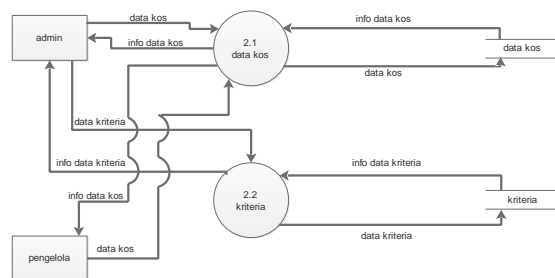 data kos
info data kos
admin
info data kos
2.1
data kos
data kos
data kos
data kriteria
info data kriteria
info data kriteria
2.2
kriteria
kriteria
info data kos
data kriteria
pengelola
data kos